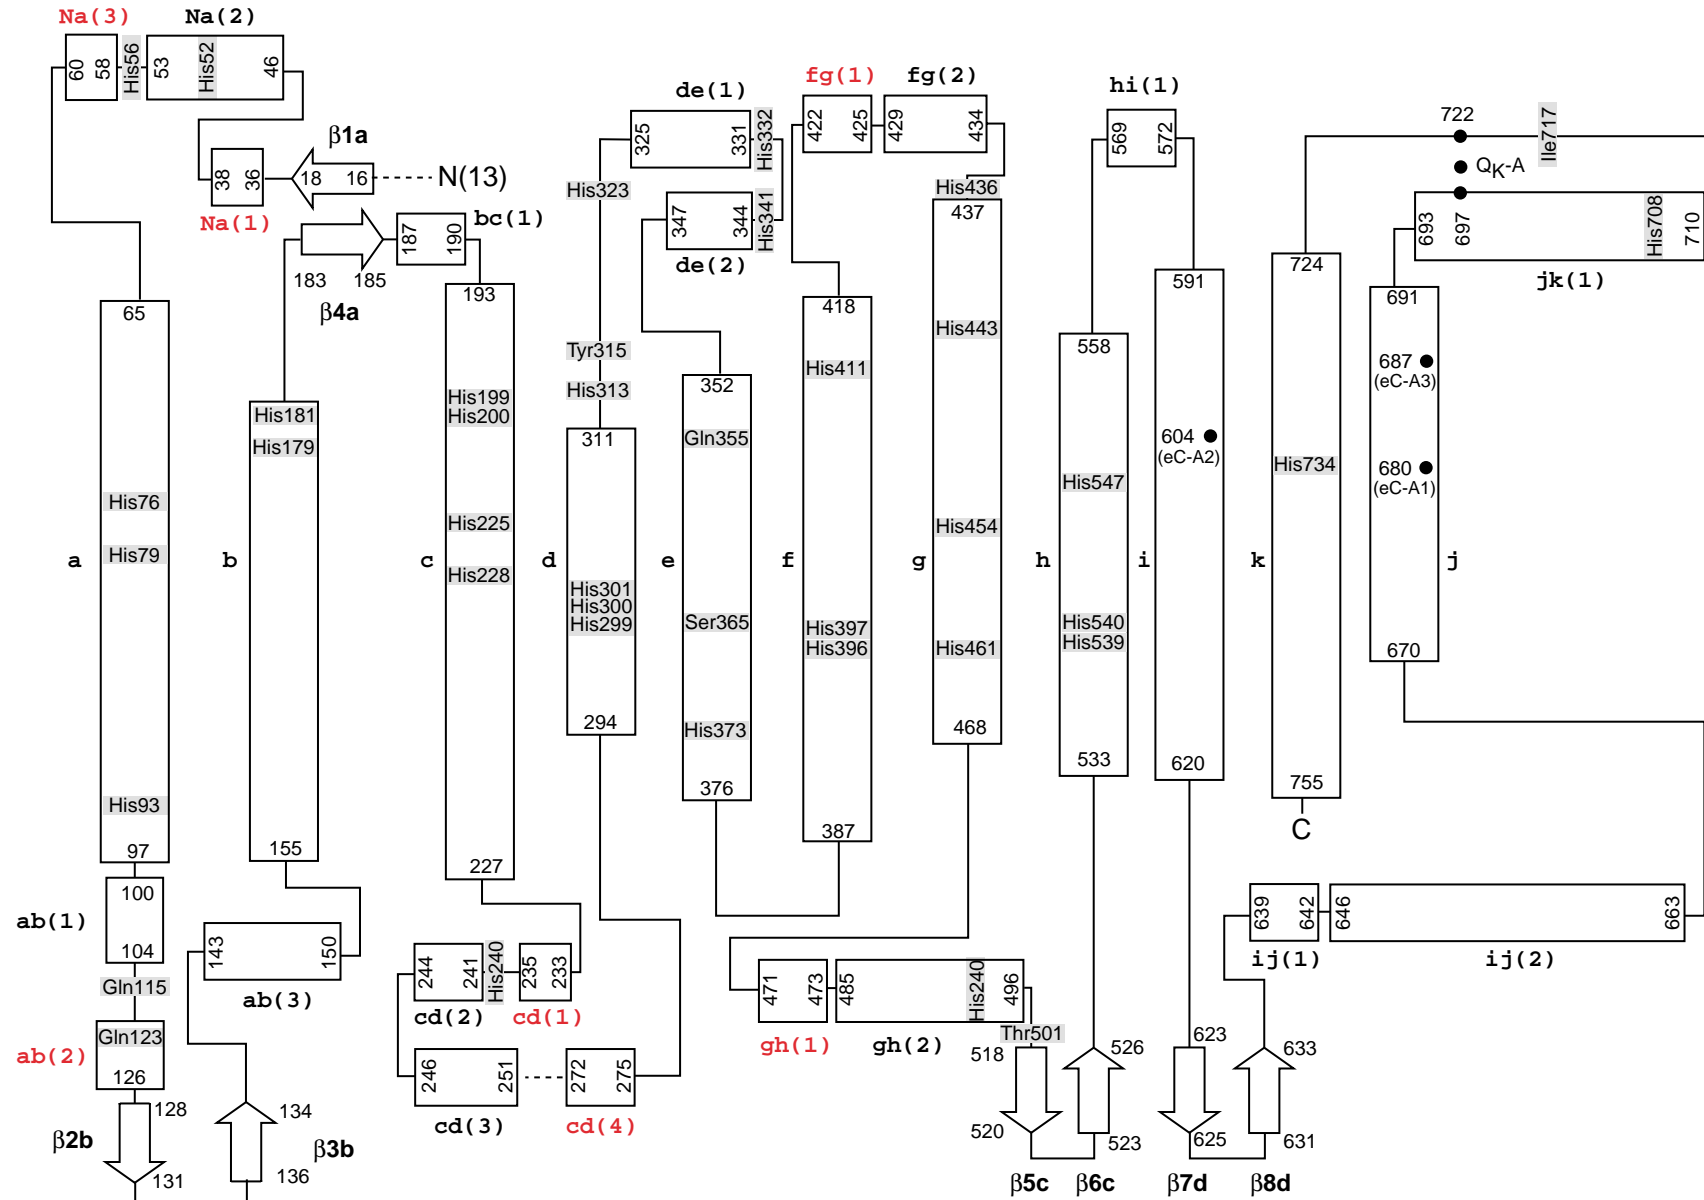 Na(3) Na(2)
60 58 His56 53 His52 46
β1a
38 36 18 16 N(13)
Na(1)
bc(1)
187 190
183 185
β4a
de(1)
325 331 His332
His323
347 344 His341
de(2)
fg(1) fg(2)
422 425 429 434
His436
hi(1)
569 572
722 Ile717
QK-A
693 697 His708 710
jk(1)
a
65
His76
His79
His93
97
ab(1)
100
104
Gln115
ab(2)
Gln123
126
128
β2b
131
b
His181
His179
155
143 150
ab(3)
134
β3b
136
c
193
His199
His200
His225
His228
227
244 241 His240 235 233
cd(2) cd(1)
246 251 272 275
cd(3) cd(4)
d
Tyr315
His313
311
His301
His300
His299
294
e
352
Gln355
Ser365
His373
376
f
418
His411
His397
His396
387
g
437
His443
His454
His461
468
471 473 485 His240 496
gh(1) gh(2)
Thr501
518
520
β5c
h
558
His547
His540
His539
533
526
523
β6c
i
591
604
(eC-A2)
620
623
625
β7d
633
631
β8d
639 642 646 663
ij(1) ij(2)
k
724
His734
755
C
j
691
687
(eC-A3)
680
(eC-A1)
670